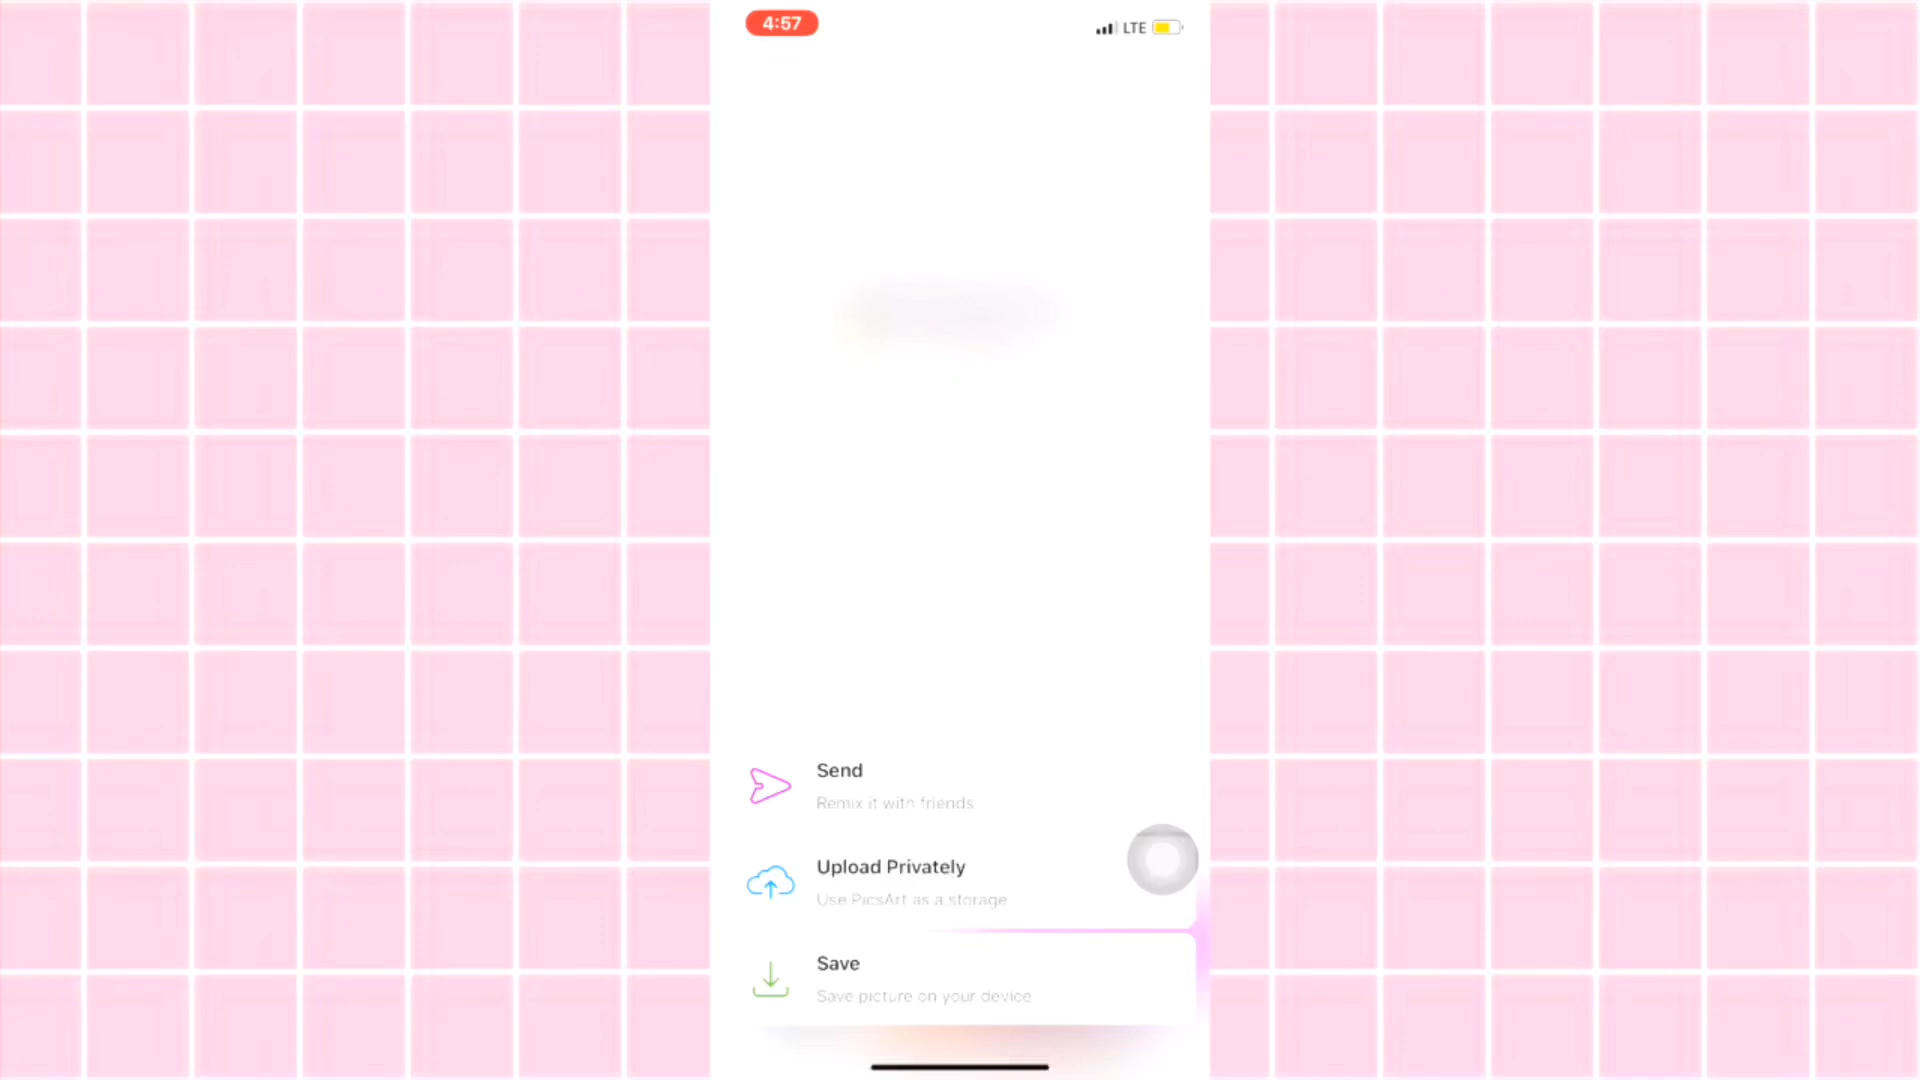 4:57
LTE
Send
Remix it with friends
Upload Privately
Use PicsArt as a storage
Save
Save picture on your device